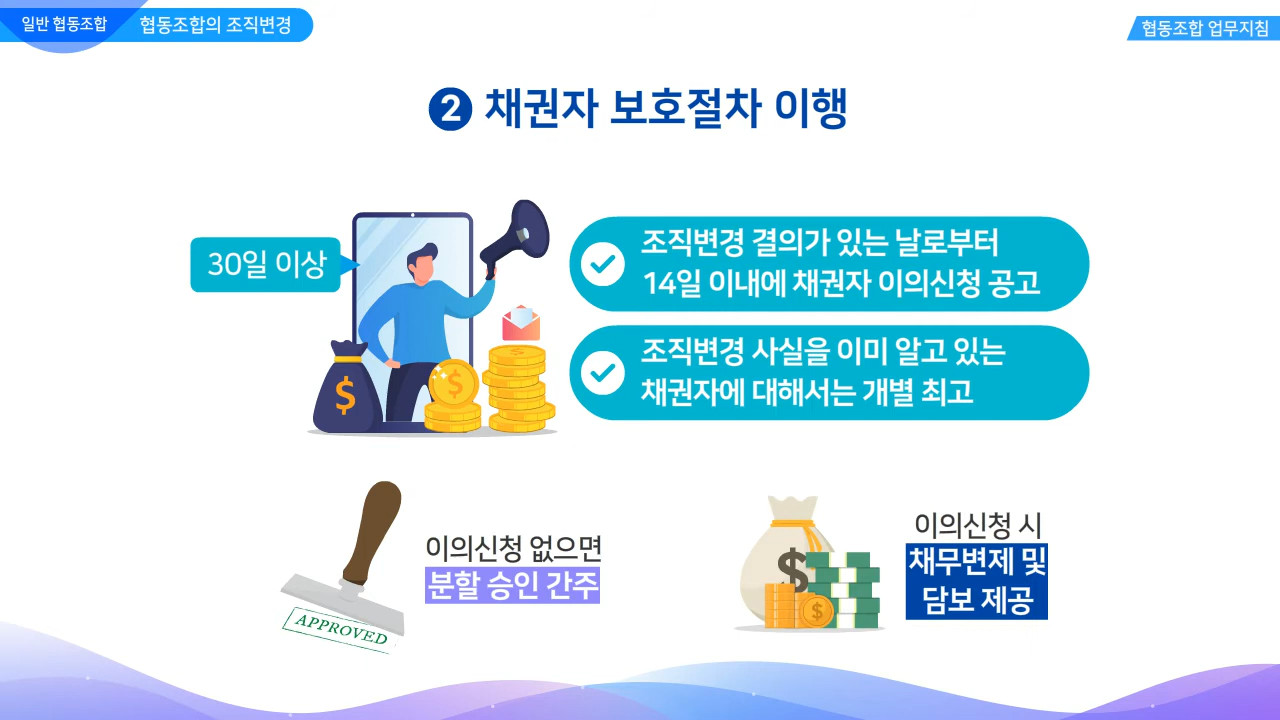 일반 협동조합
협동조합의 조직변경
협동조합 업무지침
2 채권자 보호절차 이행
30일 이상
조직변경 결의가 있는 날로부터
14일 이내에 채권자 이의신청 공고
조직변경 사실을 이미 알고 있는
채권자에 대해서는 개별 최고
$
$
$
APPROVED
이의신청 없으면
분할 승인 간주
$
$
이의신청 시
채무변제 및
담보 제공